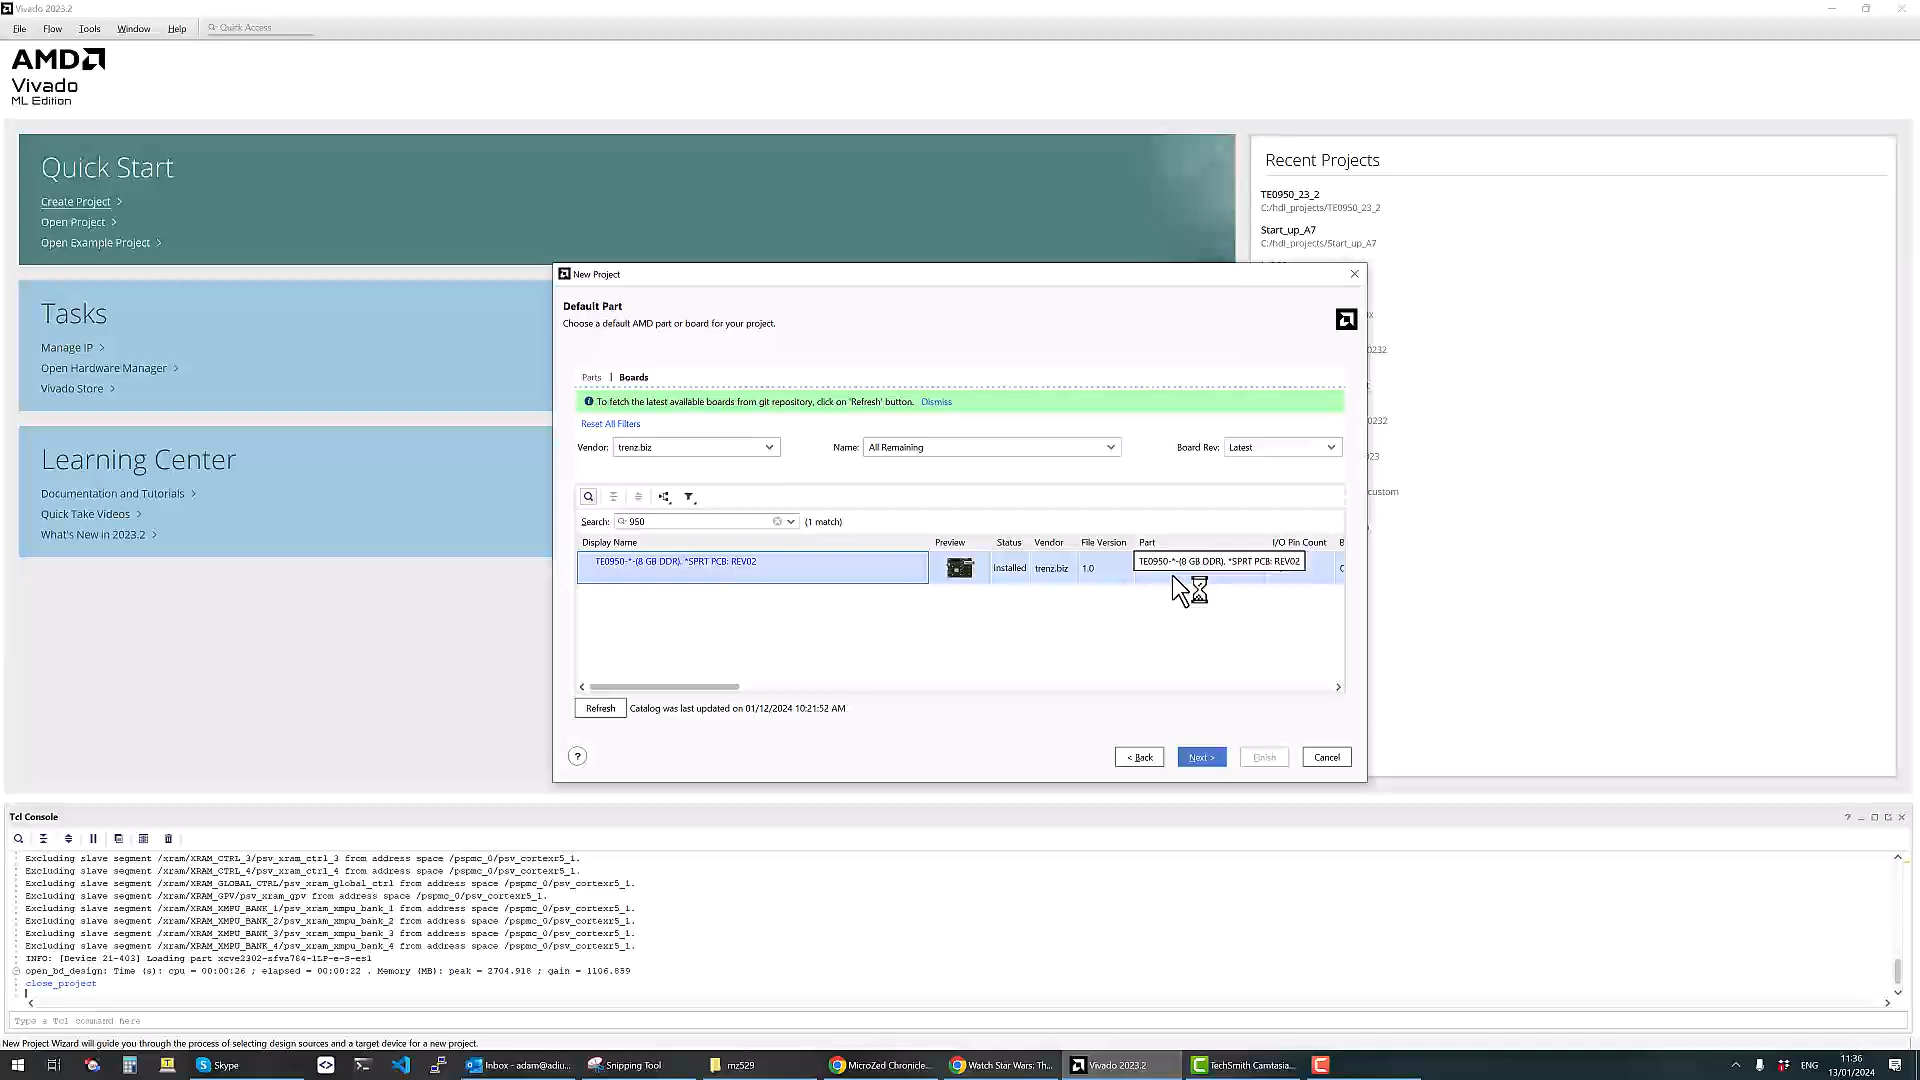 Vivado 2023.2
File Flow Tools Window Help Quick Access
AMD
Vivado
ML Edition
Quick Start
Create Project >
Open Project >
Open Example Project >
Tasks
Manage IP >
Open Hardware Manager >
Vivado Store >
Learning Center
Documentation and Tutorials >
Quick Take Videos >
What's New in 2023.2 >
Recent Projects
TE0950_23_2
C:/hdl_projects/TE0950_23_2
Start_up_A7
C:/hdl_projects/Start_up_A7
0232
0232
023
custom
New Project
Default Part
Choose a default AMD part or board for your project.
Parts | Boards
To fetch the latest available boards from git repository, click on 'Refresh' button. Dismiss
Reset All Filters
Vendor: trenz.biz Name: All Remaining Board Rev: Latest
Search: 950 (1 match)
Display Name Preview Status Vendor File Version Part I/O Pin Count B
TE0950-*-(8 GB DDR). *SPRT PCB: REV02 Installed trenz.biz 1.0 TE0950-*-(8 GB DDR). *SPRT PCB: REV02
Refresh Catalog was last updated on 01/12/2024 10:21:52 AM
? < Back Next > Finish Cancel
Tcl Console
Excluding slave segment /xram/XRAM_CTRL_3/psv_xram_ctrl_3 from address space /pspmc_0/psv_cortexr5_1.
Excluding slave segment /xram/XRAM_CTRL_4/psv_xram_ctrl_4 from address space /pspmc_0/psv_cortexr5_1.
Excluding slave segment /xram/XRAM_GLOBAL_CTRL/psv_xram_global_ctrl from address space /pspmc_0/psv_cortexr5_1.
Excluding slave segment /xram/XRAM_GPV/psv_xram_gpv from address space /pspmc_0/psv_cortexr5_1.
Excluding slave segment /xram/XRAM_XMPU_BANK_1/psv_xram_xmpu_bank_1 from address space /pspmc_0/psv_cortexr5_1.
Excluding slave segment /xram/XRAM_XMPU_BANK_2/psv_xram_xmpu_bank_2 from address space /pspmc_0/psv_cortexr5_1.
Excluding slave segment /xram/XRAM_XMPU_BANK_3/psv_xram_xmpu_bank_3 from address space /pspmc_0/psv_cortexr5_1.
Excluding slave segment /xram/XRAM_XMPU_BANK_4/psv_xram_xmpu_bank_4 from address space /pspmc_0/psv_cortexr5_1.
INFO: [Device 21-403] Loading part xcve2302-sfva784-1LP-e-S-es1
open_bd_design: Time (s): cpu = 00:00:26 ; elapsed = 00:00:22 . Memory (MB): peak = 2704.918 ; gain = 1106.859
close_project
Type a Tcl command here
New Project Wizard will guide you through the process of selecting design sources and a target device for a new project.
Skype Inbox - adam@adiu... Snipping Tool mz529 MicroZed Chronicle... Watch Star Wars: Th... Vivado 2023.2 TechSmith Camtasia... ENG 11:36
13/01/2024